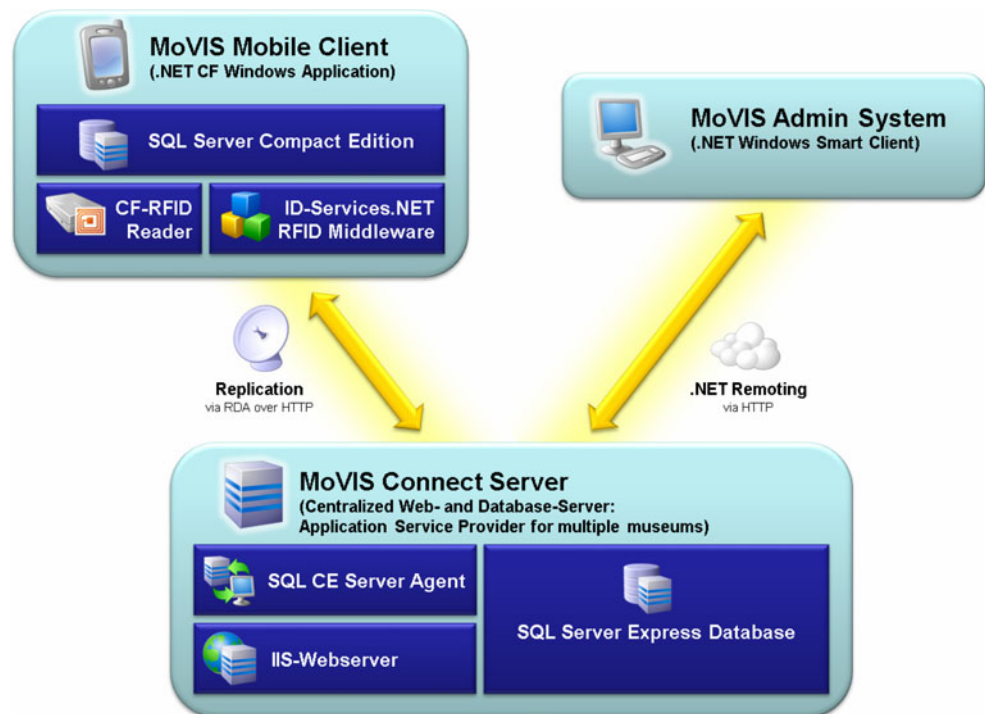 MoVIS Mobile Client
(.NET CF Windows Application)
SQL Server Compact Edition
CF-RFID
Reader
ID-Services.NET
RFID Middleware
MoVIS Admin System
(.NET Windows Smart Client)
Replication
via RDA over HTTP
.NET Remoting
via HTTP
MoVIS Connect Server
(Centralized Web- and Database-Server:
Application Service Provider for multiple museums)
SQL CE Server Agent
IIS-Webserver
SQL Server Express Database